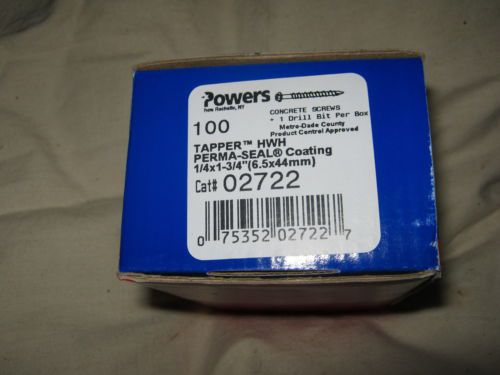 Powers
New Rochelle, NY
CONCRETE SCREWS
+ 1 Drill Bit Per Box
Metro-Dade County
Product Control Approved
100
TAPPER™ HWH
PERMA-SEAL® Coating
1/4x1-3/4"(6.5x44mm)
Cat# 02722
0 75352 02722 7